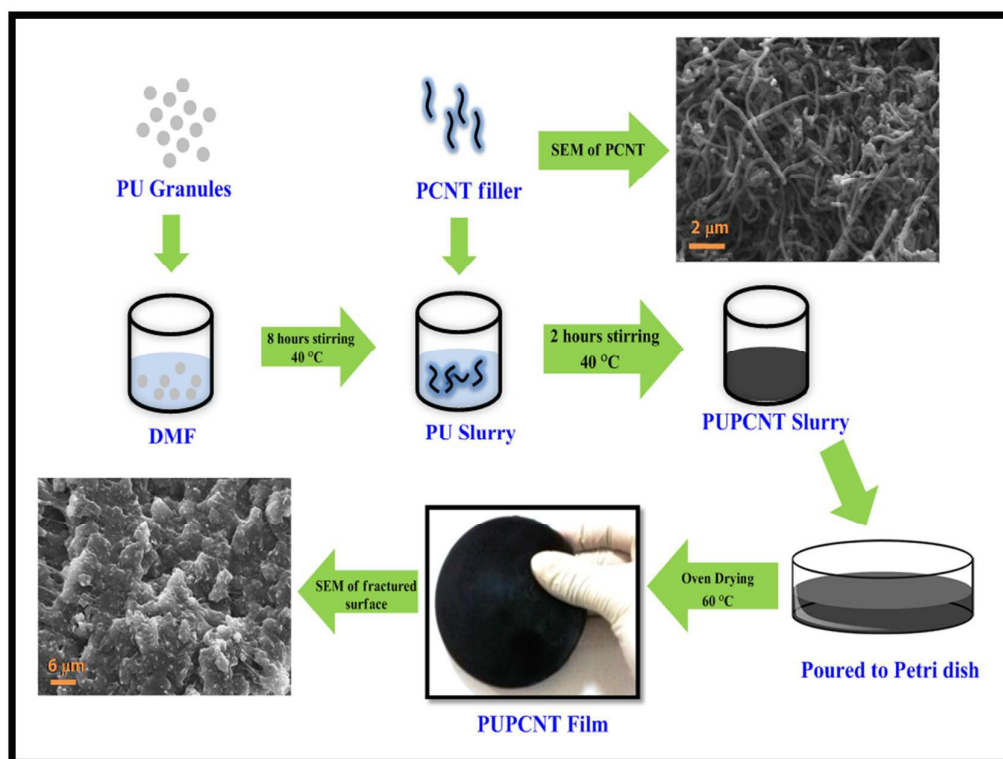 PU Granules
PCNT filler
SEM of PCNT
2 μm
8 hours stirring
40 °C
2 hours stirring
40 °C
DMF
PU Slurry
PUPCNT Slurry
6 μm
SEM of fractured
surface
Oven Drying
60 °C
PUPCNT Film
Poured to Petri dish